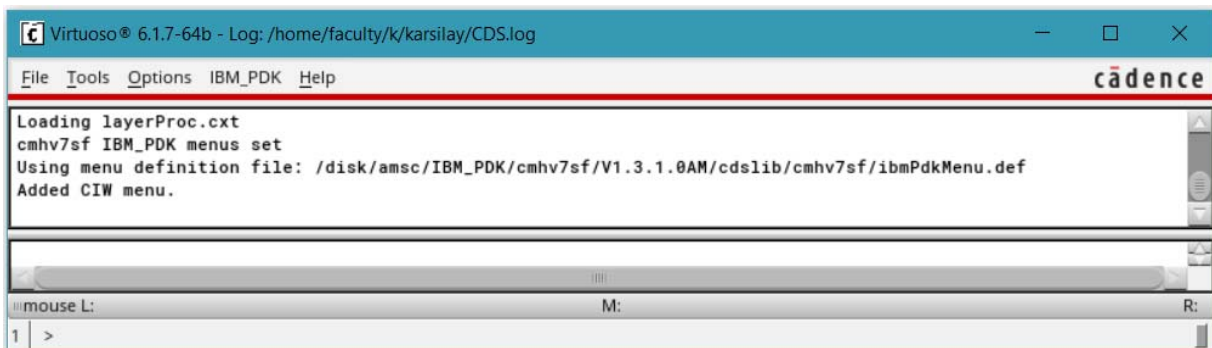 Virtuoso® 6.1.7-64b - Log: /home/faculty/k/karsilay/CDS.log
File Tools Options IBM_PDK Help cādence
Loading layerProc.cxt
cmhv7sf IBM_PDK menus set
Using menu definition file: /disk/amsc/IBM_PDK/cmhv7sf/V1.3.1.0AM/cdslib/cmhv7sf/ibmPdkMenu.def
Added CIW menu.
mouse L: M: R:
1 >